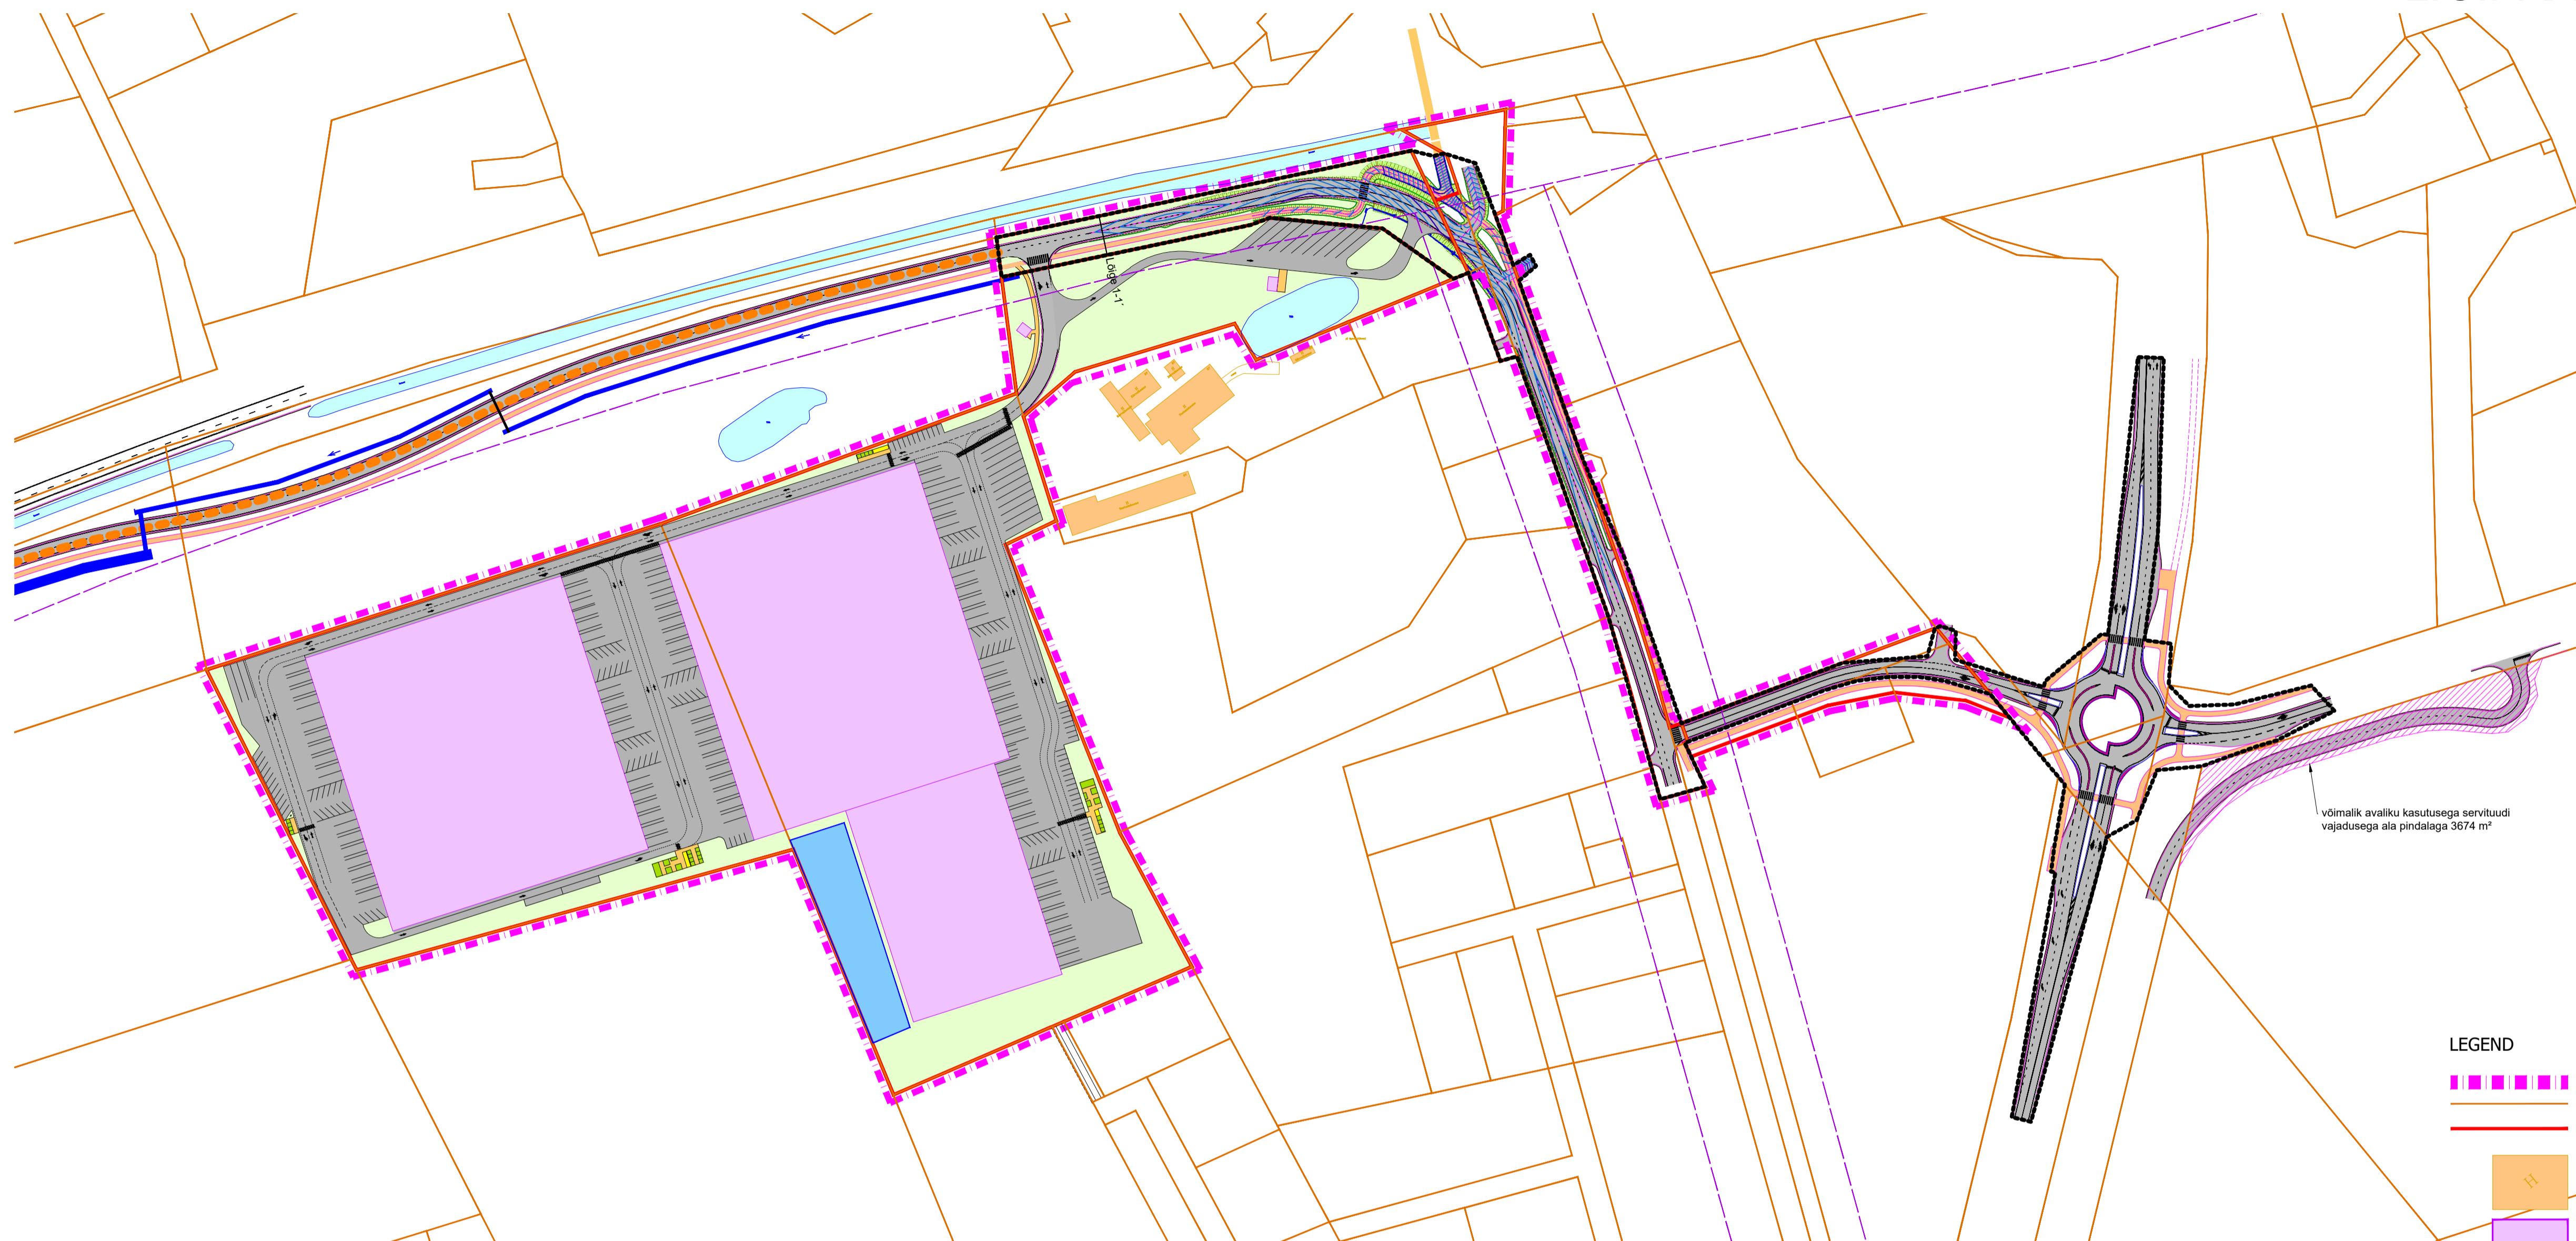 Lõige 1-1`
võimalik avaliku kasutusega servituudi
vajadusega ala pindalaga 3674 m²
LEGEND
H